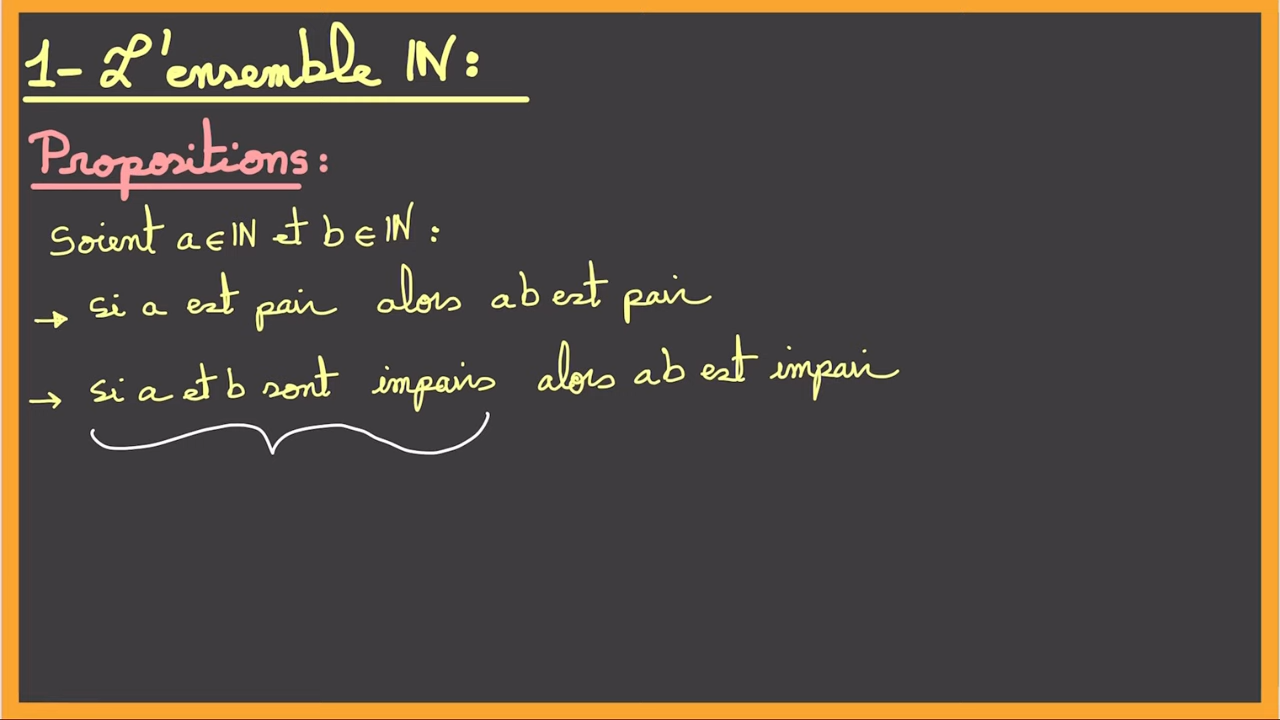 1- L'ensemble IN:
Propositions:
Soient a ∈ IN et b ∈ IN :
→ si a est pair alors ab est pair
→ si a et b sont impairs alors ab est impair